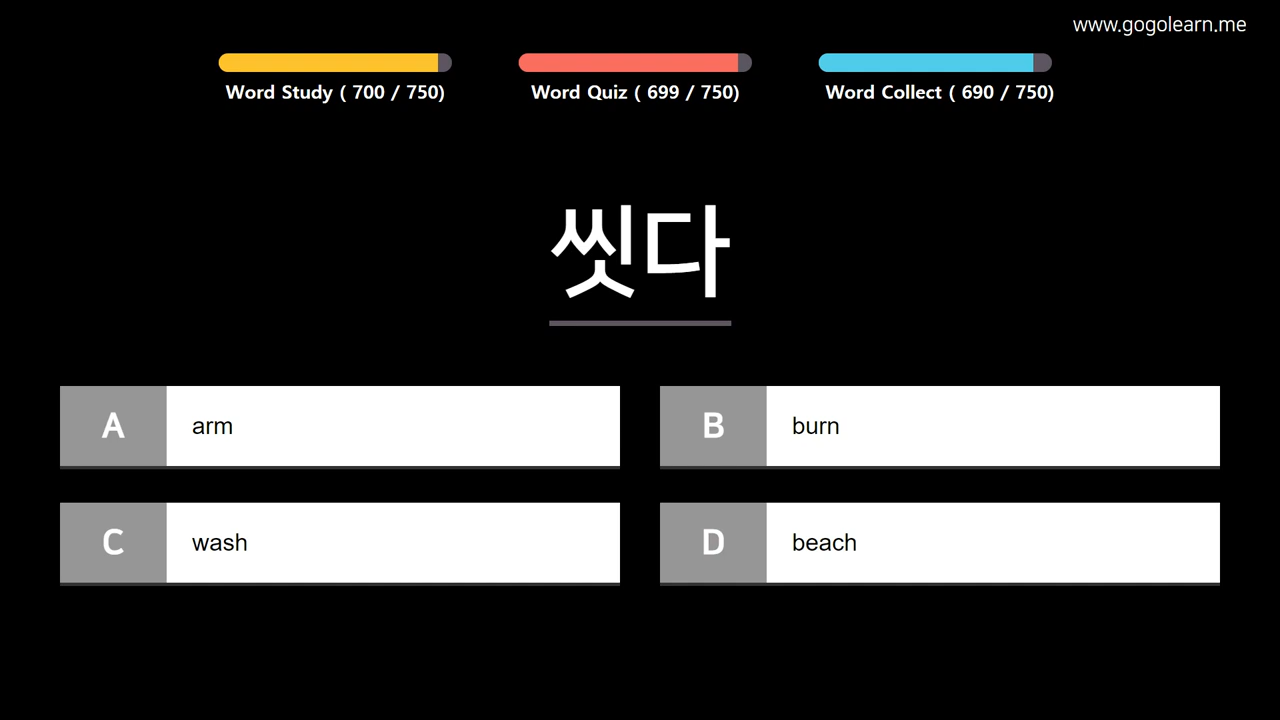 www.gogolearn.me
Word Study ( 700 / 750)
Word Quiz ( 699 / 750)
Word Collect ( 690 / 750)
씻다
A arm
B burn
C wash
D beach